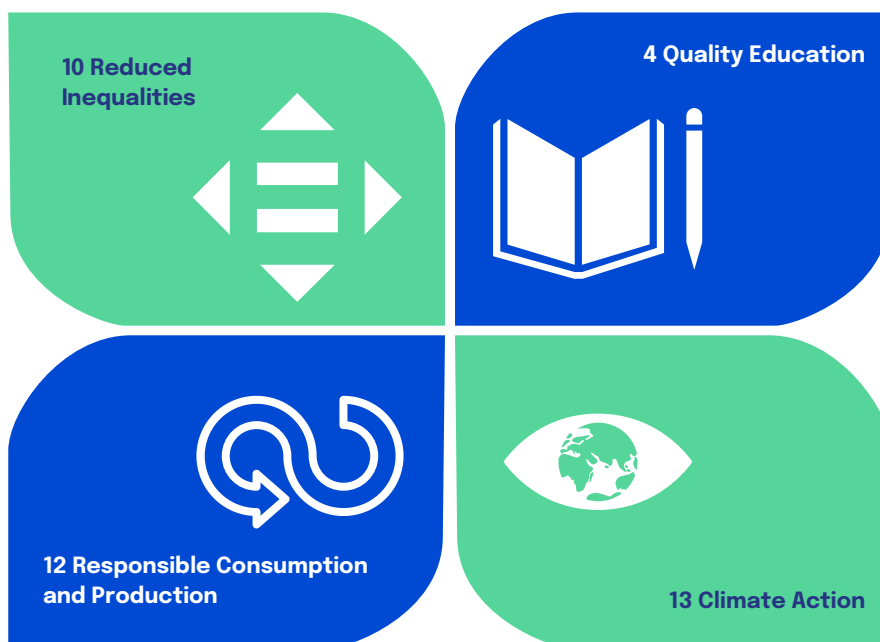 10 Reduced
Inequalities
4 Quality Education
12 Responsible Consumption
and Production
13 Climate Action